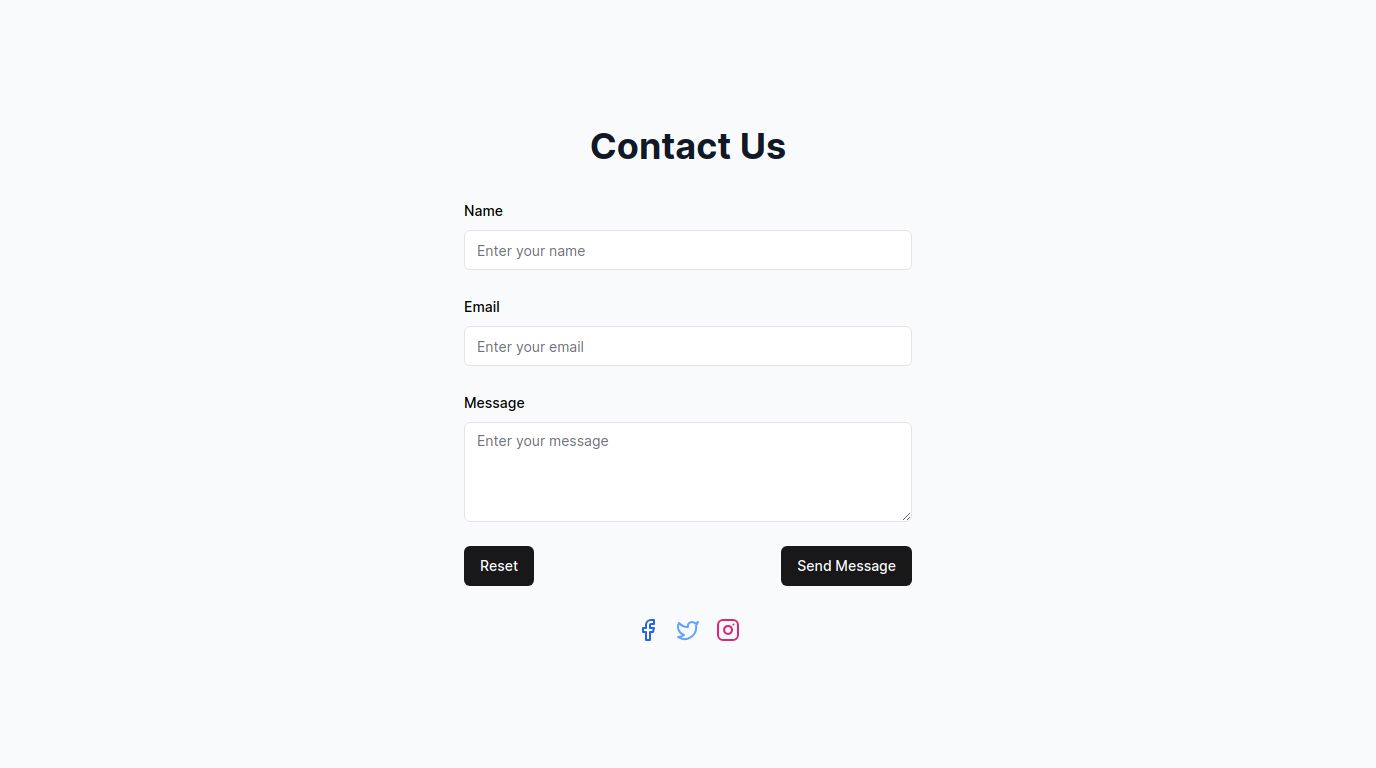 Contact Us
Name
Enter your name
Email
Enter your email
Message
Enter your message
Reset
Send Message